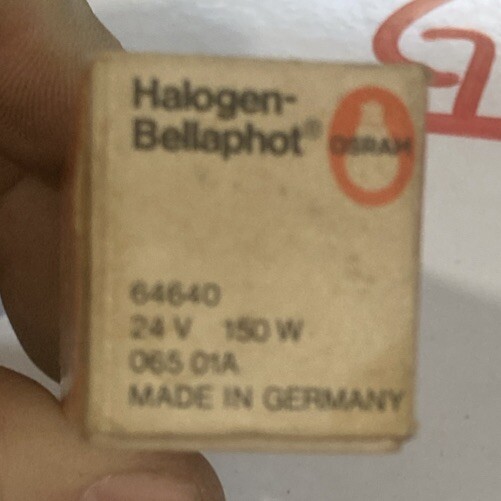 Halogen-
Bellaphot®
OSRAM
64640
24 V 150 W
065 01A
MADE IN GERMANY